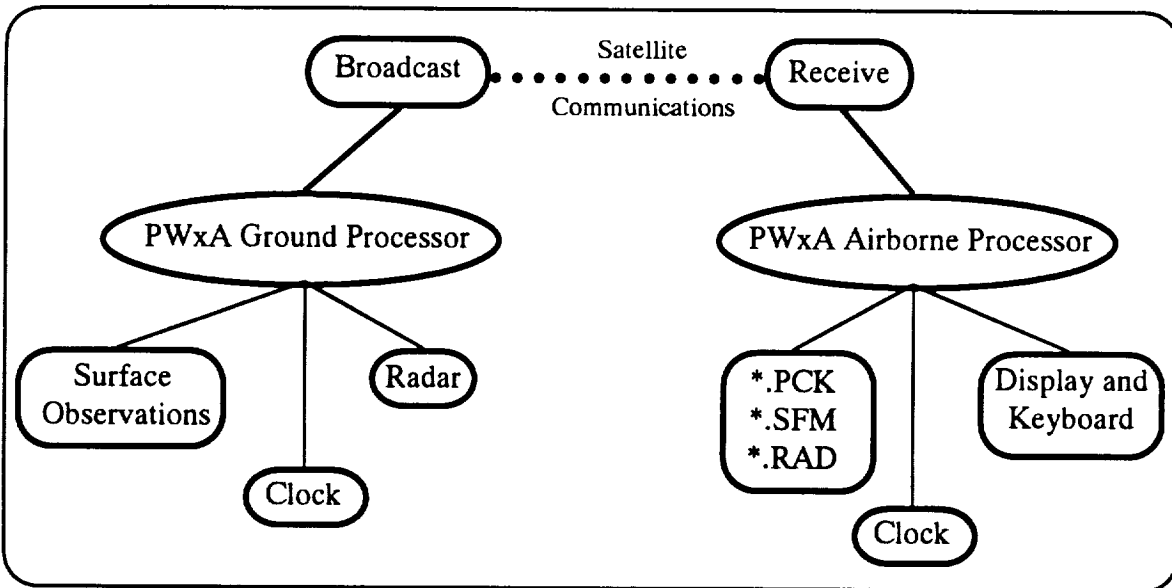 Broadcast
Satellite
Communications
Receive
PWxA Ground Processor
PWxA Airborne Processor
Surface
Observations
Radar
Clock
*.PCK
*.SFM
*.RAD
Display and
Keyboard
Clock